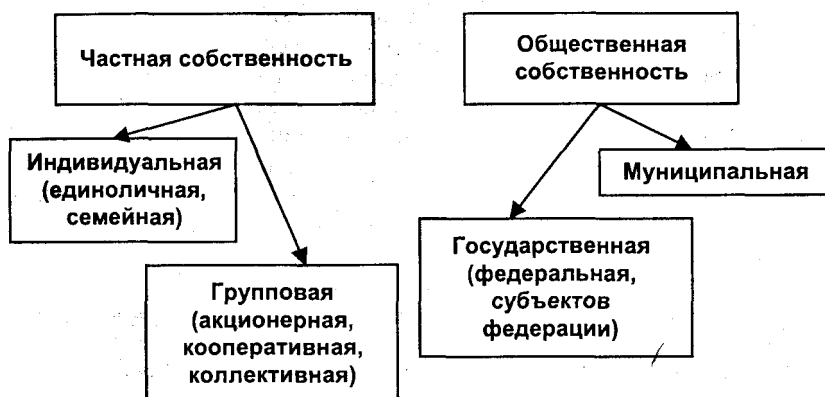 Частная собственность
Общественная
собственность
Индивидуальная
(единоличная,
семейная)
Муниципальная
Государственная
(федеральная,
субъектов
федерации)
Групповая
(акционерная,
кооперативная,
коллективная)